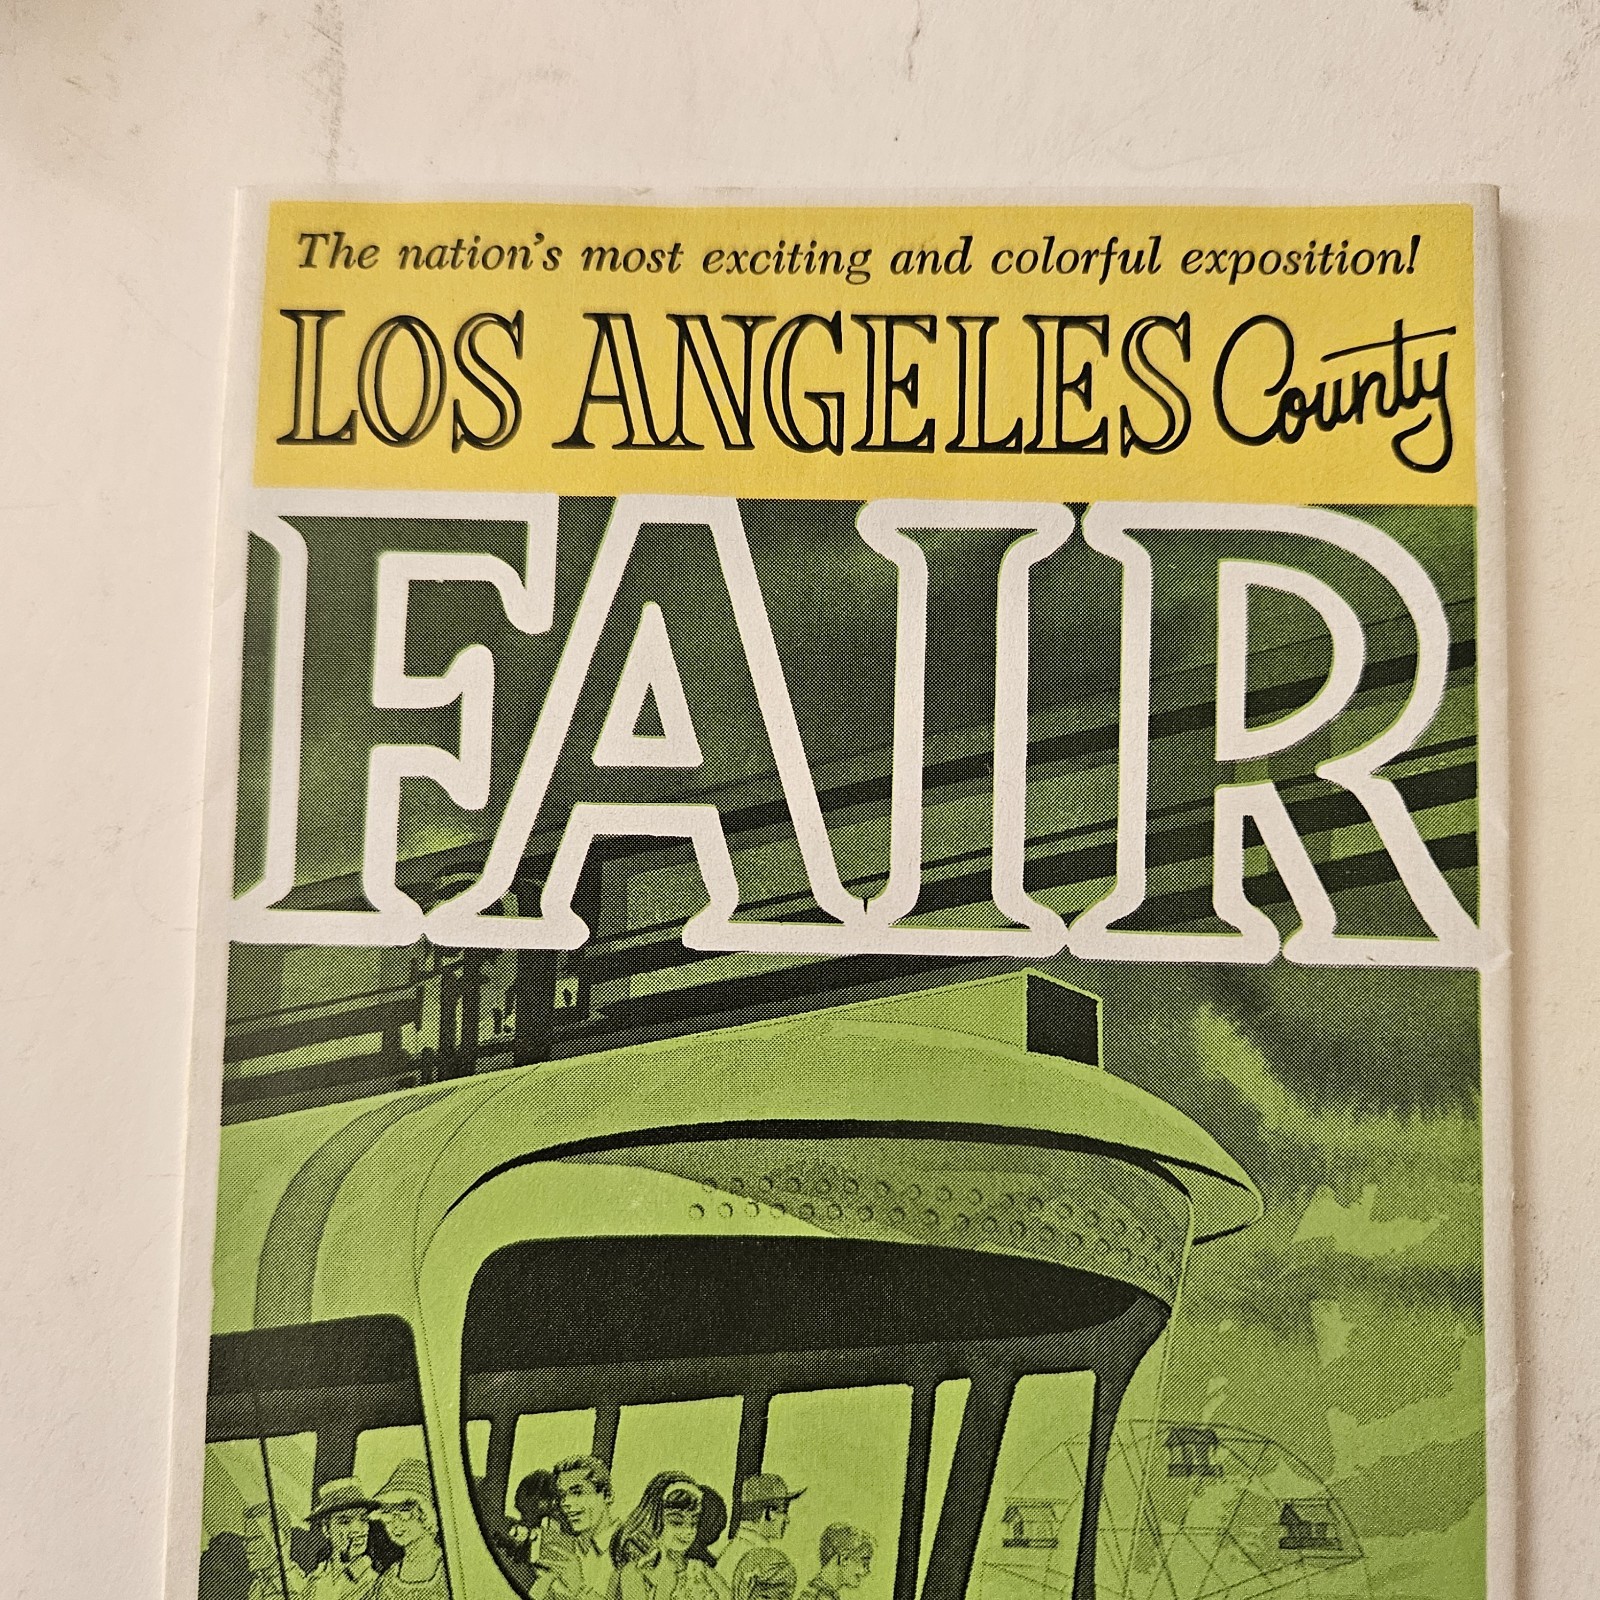 The nation's most exciting and colorful exposition!
LOS ANGELES County
FAIR